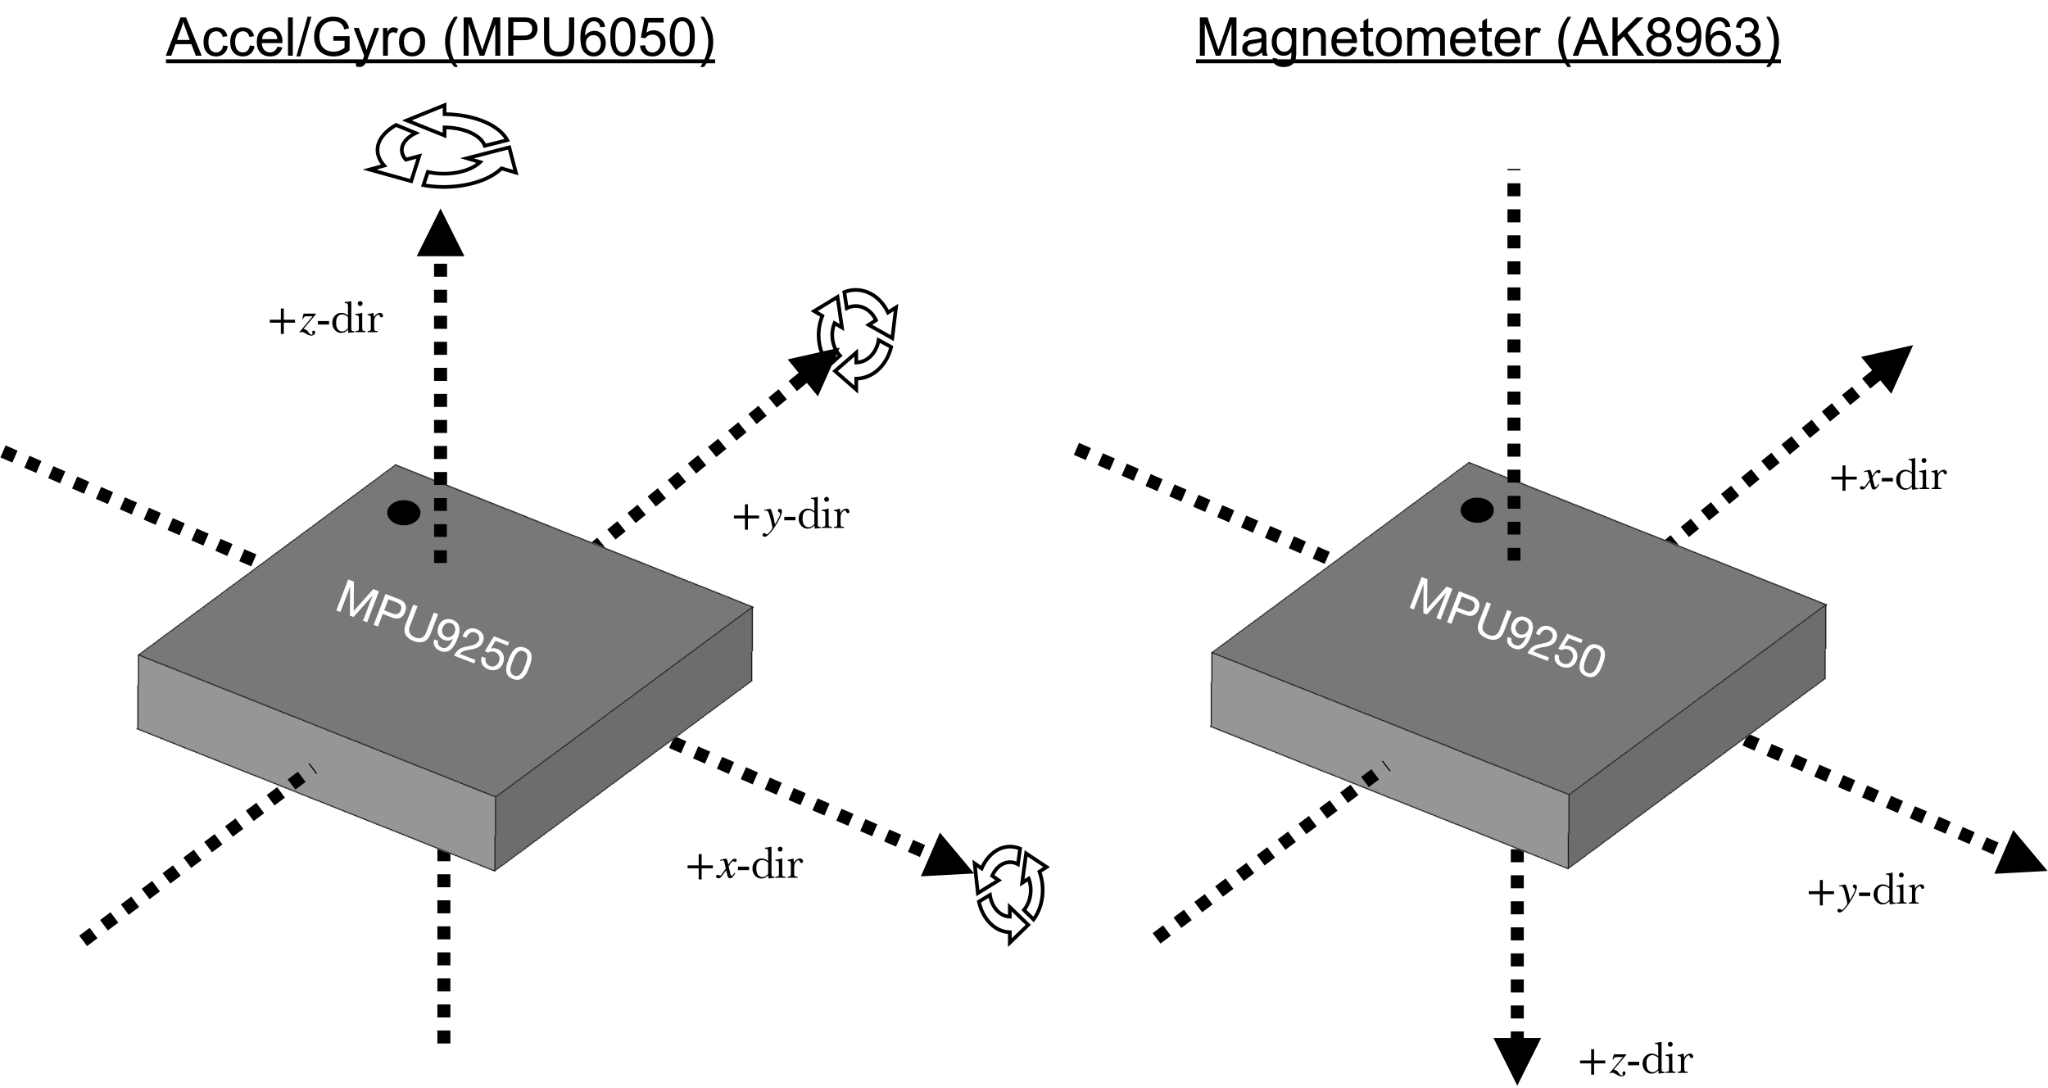 Accel/Gyro (MPU6050)
+z-dir
+y-dir
MPU9250
+x-dir
Magnetometer (AK8963)
+x-dir
MPU9250
+y-dir
+z-dir